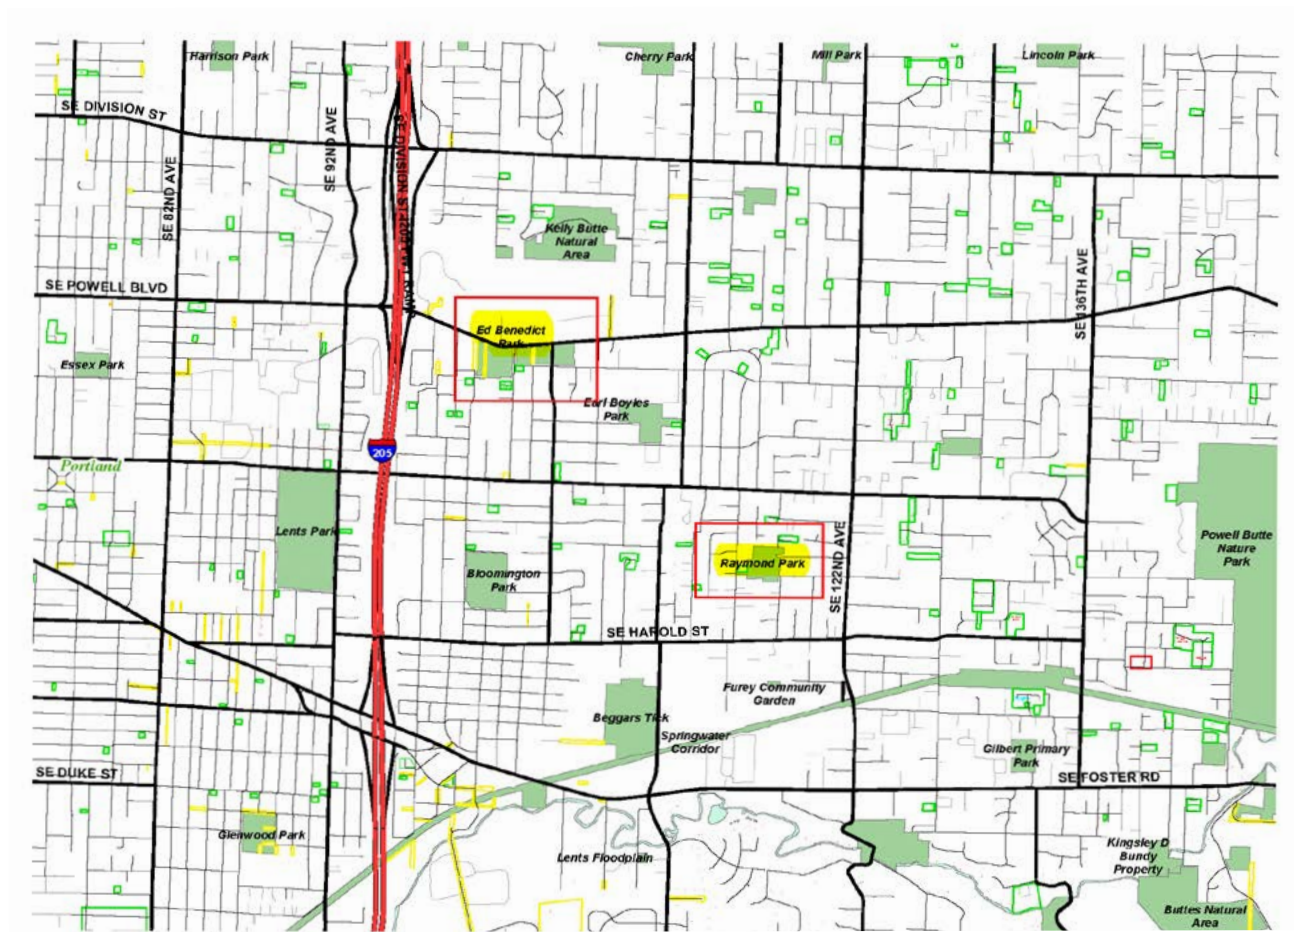 Harrison Park
Cherry Park
Mill Park
Lincoln Park
SE DIVISION ST
SE 92ND AVE
SE 82ND AVE
Kelly Butte
Natural
Area
SE POWELL BLVD
SE 136TH AVE
Ed Benedict
Park
Essex Park
Earl Boyles
Park
205
Portland
Lents Park
Raymond Park
SE 122ND AVE
Powell Butte
Nature
Park
Bloomington
Park
SE HAROLD ST
Furey Community
Garden
Beggars Tick
Springwater
Corridor
Gilbert Primary
Park
SE DUKE ST
SE FOSTER RD
Glenwood Park
Lents Floodplain
Kingsley D
Bundy
Property
Buttes Natural
Area